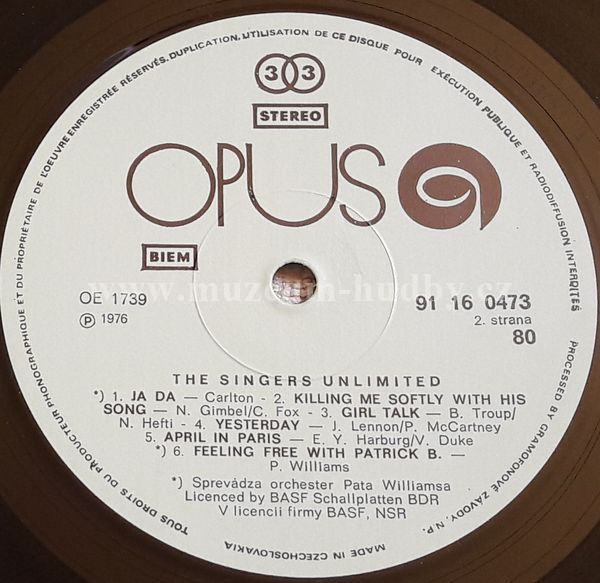 TOUS DROITS DU PRODUCTEUR PHONOGRAPHIQUE ET DU PROPRIÉTAIRE DE L'OEUVRE ENREGISTRÉE RÉSERVÉS. DUPLICATION, UTILISATION DE CE DISQUE POUR EXÉCUTION PUBLIQUE ET RADIODIFFUSION INTERDITES
33
STEREO
OPUS
BIEM
www.muzeum-hudby.cz
OE 1739
Ⓟ 1976
91 16 0473
2. strana
80
THE SINGERS UNLIMITED
*) 1. JA DA — Carlton - 2. KILLING ME SOFTLY WITH HIS
SONG — N. Gimbel/C. Fox - 3. GIRL TALK — B. Troup/
N. Hefti - 4. YESTERDAY — J. Lennon/P. McCartney
5. APRIL IN PARIS — E. Y. Harburg/V. Duke
*) 6. FEELING FREE WITH PATRICK B. —
P. Williams
*) Sprevádza orchester Pata Williamsa
Licenced by BASF Schallplatten BDR
V licencii firmy BASF, NSR
PROCESSED BY GRAMOFONOVÉ ZÁVODY, N. P.
MADE IN CZECHOSLOVAKIA